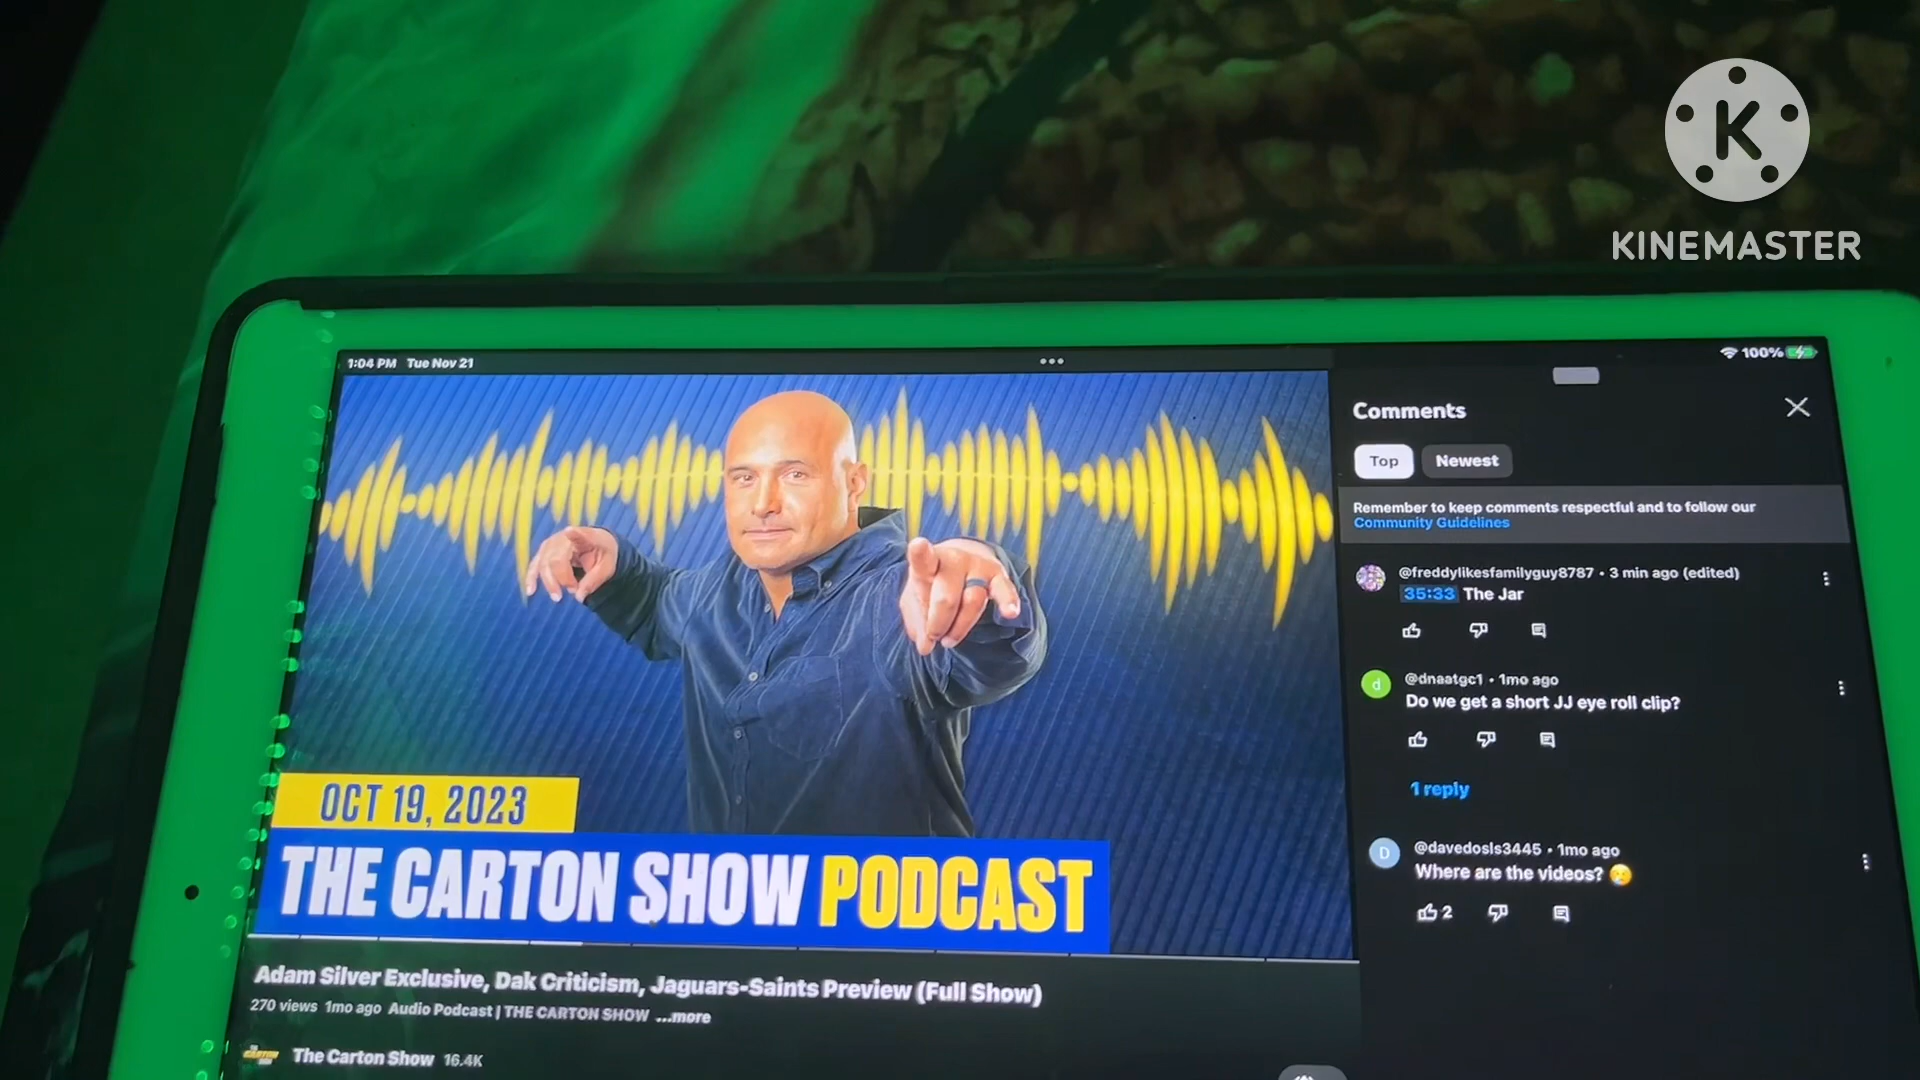 K
KINEMASTER
1:04 PM Tue Nov 21
100%
Comments
Top
Newest
Remember to keep comments respectful and to follow our
Community Guidelines
@freddylikesfamilyguy8787 • 3 min ago (edited)
35:33 The Jar
d
@dnaatgc1 • 1mo ago
Do we get a short JJ eye roll clip?
1 reply
D
@davedosls3445 • 1mo ago
Where are the videos? 😢
2
OCT 19, 2023
THE CARTON SHOW PODCAST
Adam Silver Exclusive, Dak Criticism, Jaguars-Saints Preview (Full Show)
270 views 1mo ago Audio Podcast | THE CARTON SHOW ...more
The Carton Show 16.4K